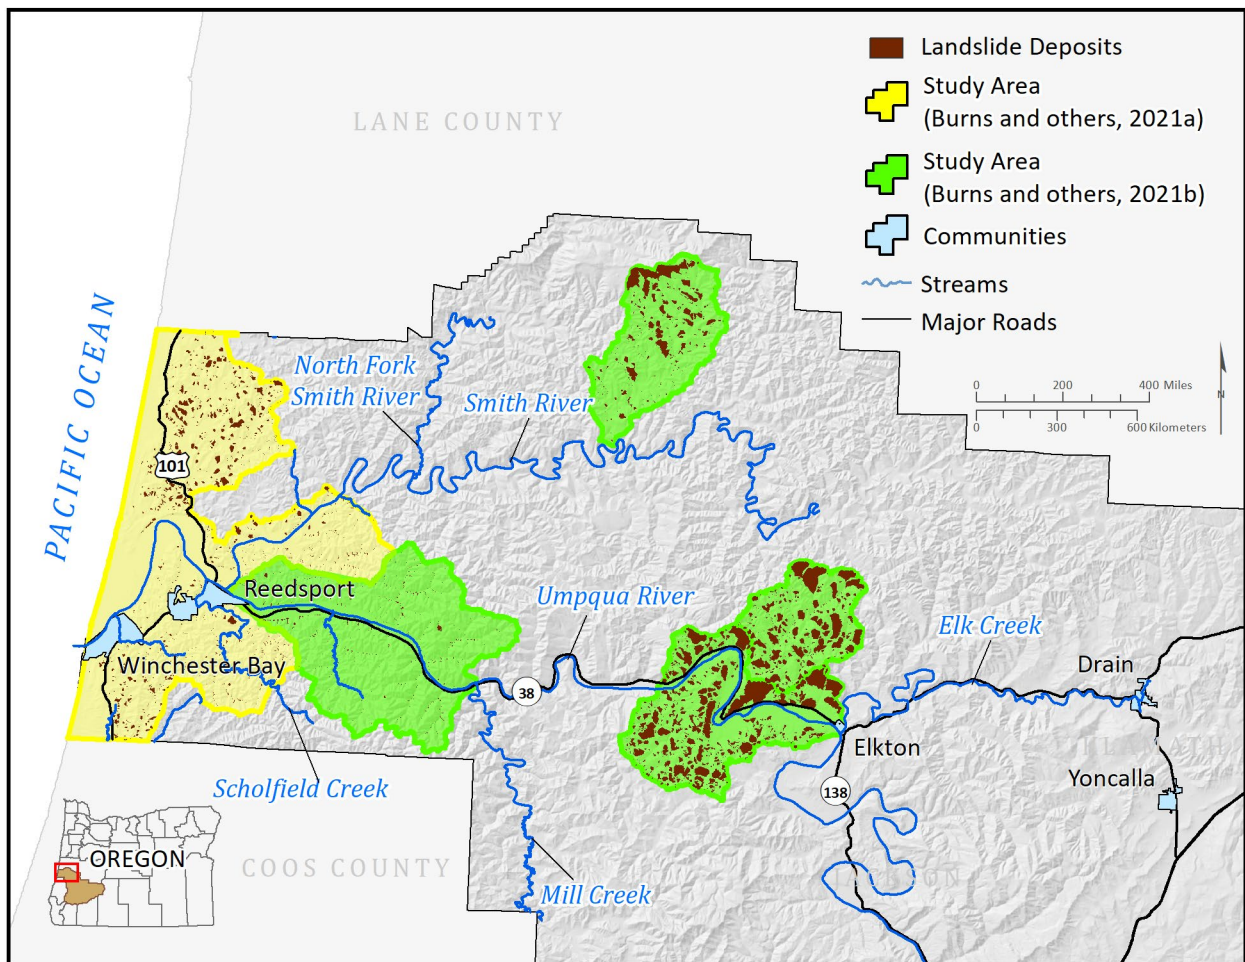 Landslide Deposits
Study Area
(Burns and others, 2021a)
Study Area
(Burns and others, 2021b)
Communities
Streams
Major Roads
LANE COUNTY
PACIFIC OCEAN
North Fork
Smith River
Smith River
0 200 400 Miles
N
0 300 600 Kilometers
101
Reedsport
Umpqua River
Elk Creek
Winchester Bay
Drain
38
Elkton
Yoncalla
138
Scholfield Creek
OREGON
COOS COUNTY
Mill Creek